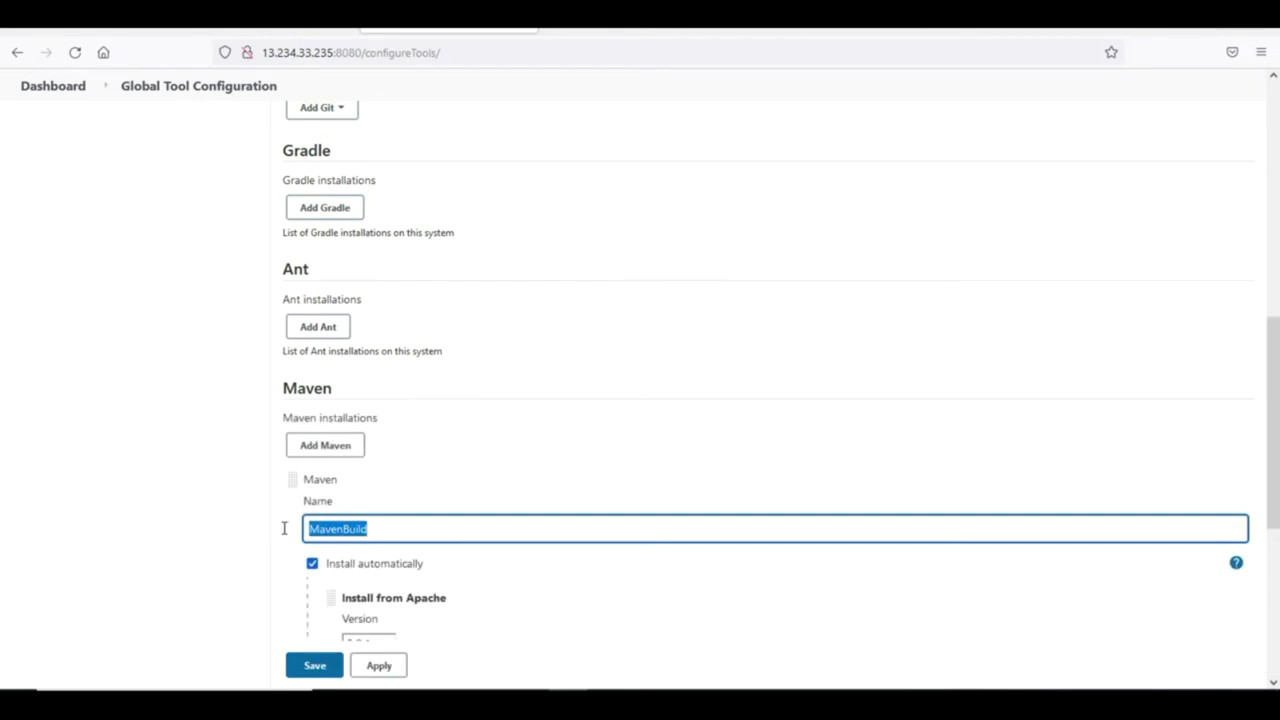 13.234.33.235:8080/configureTools/
Dashboard
Global Tool Configuration
Add Git
Gradle
Gradle installations
Add Gradle
List of Gradle installations on this system
Ant
Ant installations
Add Ant
List of Ant installations on this system
Maven
Maven installations
Add Maven
Maven
Name
MavenBuild
Install automatically
?
Install from Apache
Version
Save
Apply